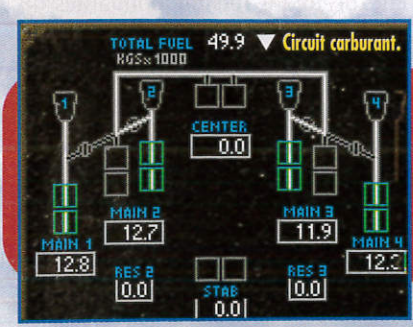 TOTAL FUEL 49.9 ▼ Circuit carburant.
KGS x 1000
1 2 3 4
CENTER
0.0
MAIN 2
12.7
MAIN 3
11.9
MAIN 1
12.8
MAIN 4
RES 2
0.0
STAB
0.0
RES 3
0.0